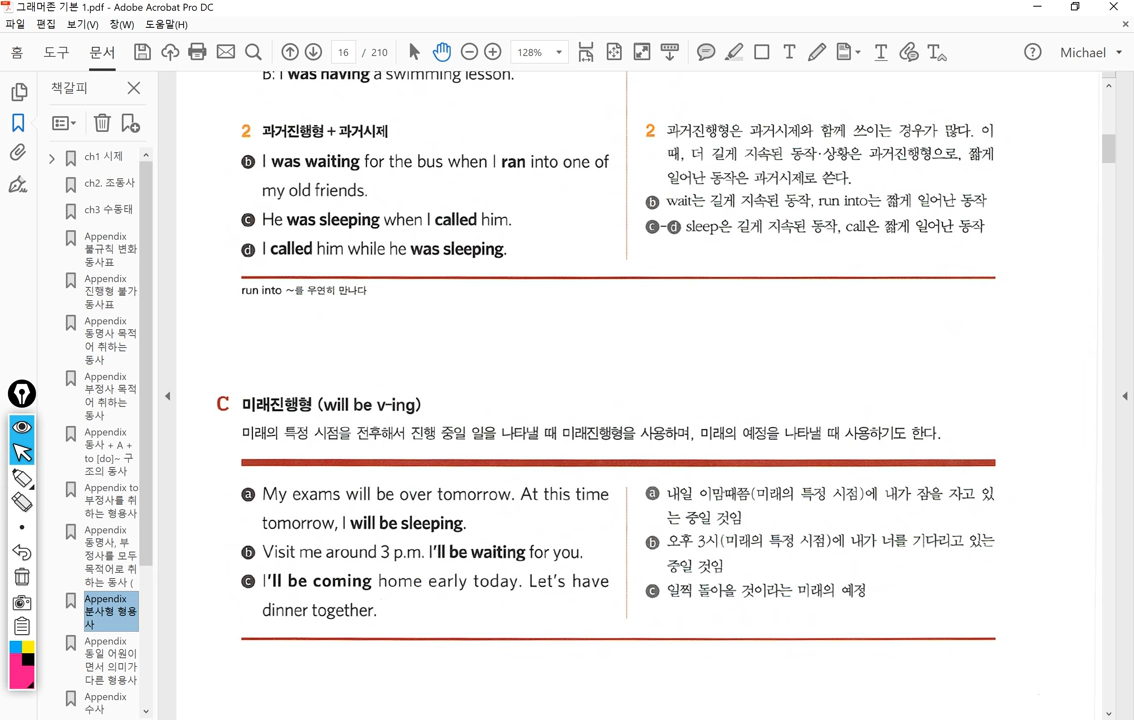 그래머존 기본 1.pdf - Adobe Acrobat Pro DC
파일 편집 보기(V) 창(W) 도움말(H)
홈 도구 문서 16 / 210 128% Michael
책갈피
ch1 시제
ch2. 조동사
ch3 수동태
Appendix
불규칙 변화
동사표
Appendix
진행형 불가
동사표
Appendix
동명사 목적
어 취하는
동사
Appendix
부정사 목적
어 취하는
동사
Appendix
동사 + A +
to [do]~ 구
조의 동사
Appendix to
부정사를 취
하는 형용사
Appendix
동명사, 부
정사를 모두
목적어로 취
하는 동사 (
Appendix
분사형 형용
사
Appendix
동일 어원이
면서 의미가
다른 형용사
Appendix
수사
B: I was having a swimming lesson.
2 과거진행형 + 과거시제
b I was waiting for the bus when I ran into one of
my old friends.
c He was sleeping when I called him.
d I called him while he was sleeping.
2 과거진행형은 과거시제와 함께 쓰이는 경우가 많다. 이
때, 더 길게 지속된 동작·상황은 과거진행형으로, 짧게
일어난 동작은 과거시제로 쓴다.
b wait는 길게 지속된 동작, run into는 짧게 일어난 동작
c-d sleep은 길게 지속된 동작, call은 짧게 일어난 동작
run into ~를 우연히 만나다
C 미래진행형 (will be v-ing)
미래의 특정 시점을 전후해서 진행 중일 일을 나타낼 때 미래진행형을 사용하며, 미래의 예정을 나타낼 때 사용하기도 한다.
a My exams will be over tomorrow. At this time
tomorrow, I will be sleeping.
b Visit me around 3 p.m. I'll be waiting for you.
c I'll be coming home early today. Let's have
dinner together.
a 내일 이맘때쯤(미래의 특정 시점)에 내가 잠을 자고 있
는 중일 것임
b 오후 3시(미래의 특정 시점)에 내가 너를 기다리고 있는
중일 것임
c 일찍 돌아올 것이라는 미래의 예정